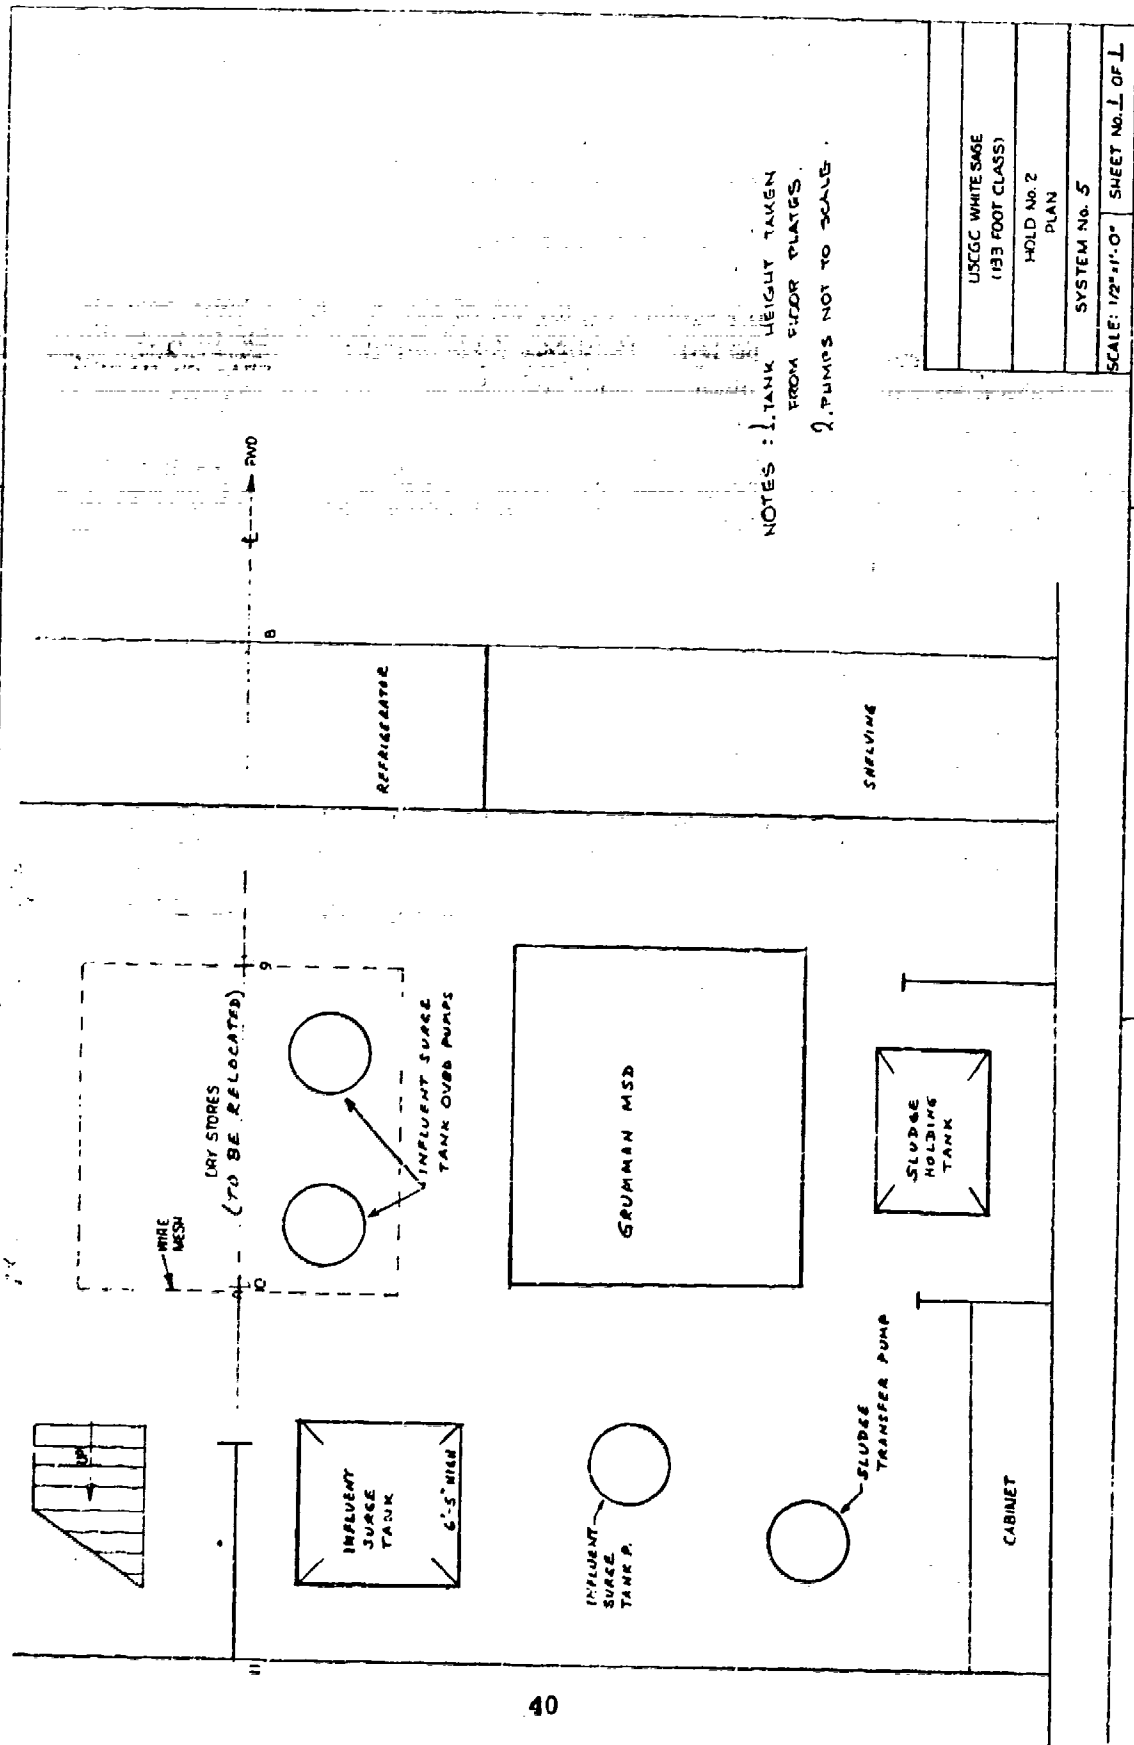 UP
WIRE
MESH
DRY STORES
(TO BE RELOCATED)
10
9
8
11
℄
FWD
INFLUENT
SURGE
TANK
6'-5" HIGH
INFLUENT SURGE
TANK OVBD PUMPS
REFRIGERATOR
INFLUENT
SURGE
TANK P.
GRUMMAN MSD
SLUDGE
TRANSFER PUMP
SLUDGE
HOLDING
TANK
SHELVING
CABINET
NOTES : 1. TANK HEIGHT TAKEN
FROM FLOOR PLATES.
2. PUMPS NOT TO SCALE.
USCGC WHITE SAGE
(133 FOOT CLASS)
HOLD No. 2
PLAN
SYSTEM No. 5
SCALE: 1/2"=1'-0" SHEET No. 1 OF 1
40